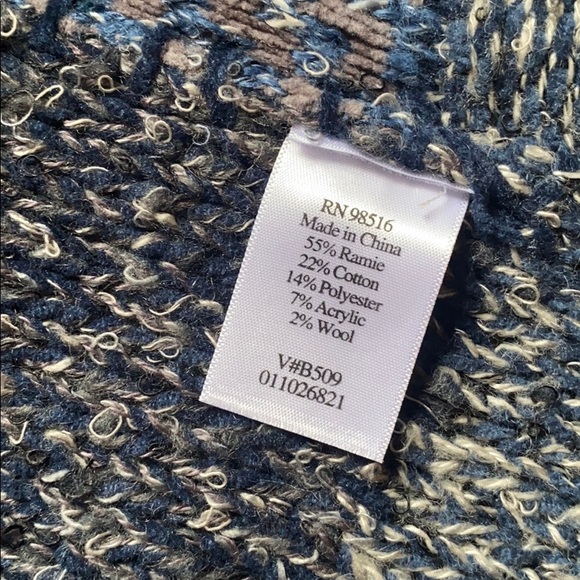 RN 98516
Made in China
55% Ramie
22% Cotton
14% Polyester
7% Acrylic
2% Wool
V#B509
011026821